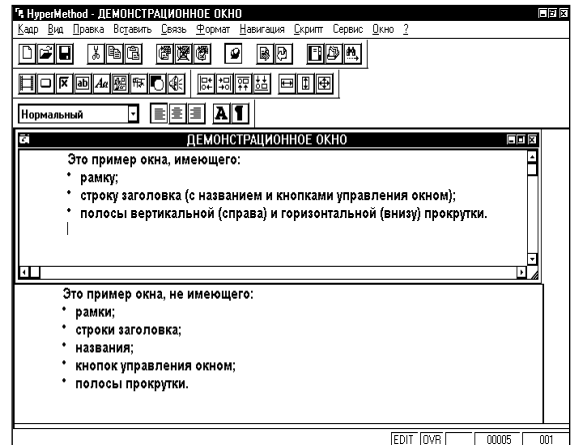 HyperMethod - ДЕМОНСТРАЦИОННОЕ ОКНО
Кадр Вид Правка Вставить Связь Формат Навигация Скрипт Сервис Окно ?
Нормальный
ДЕМОНСТРАЦИОННОЕ ОКНО
Это пример окна, имеющего:
• рамку;
• строку заголовка (с названием и кнопками управления окном);
• полосы вертикальной (справа) и горизонтальной (внизу) прокрутки.
Это пример окна, не имеющего:
• рамки;
• строки заголовка;
• названия;
• кнопок управления окном;
• полосы прокрутки.
EDIT OVR 00005 001